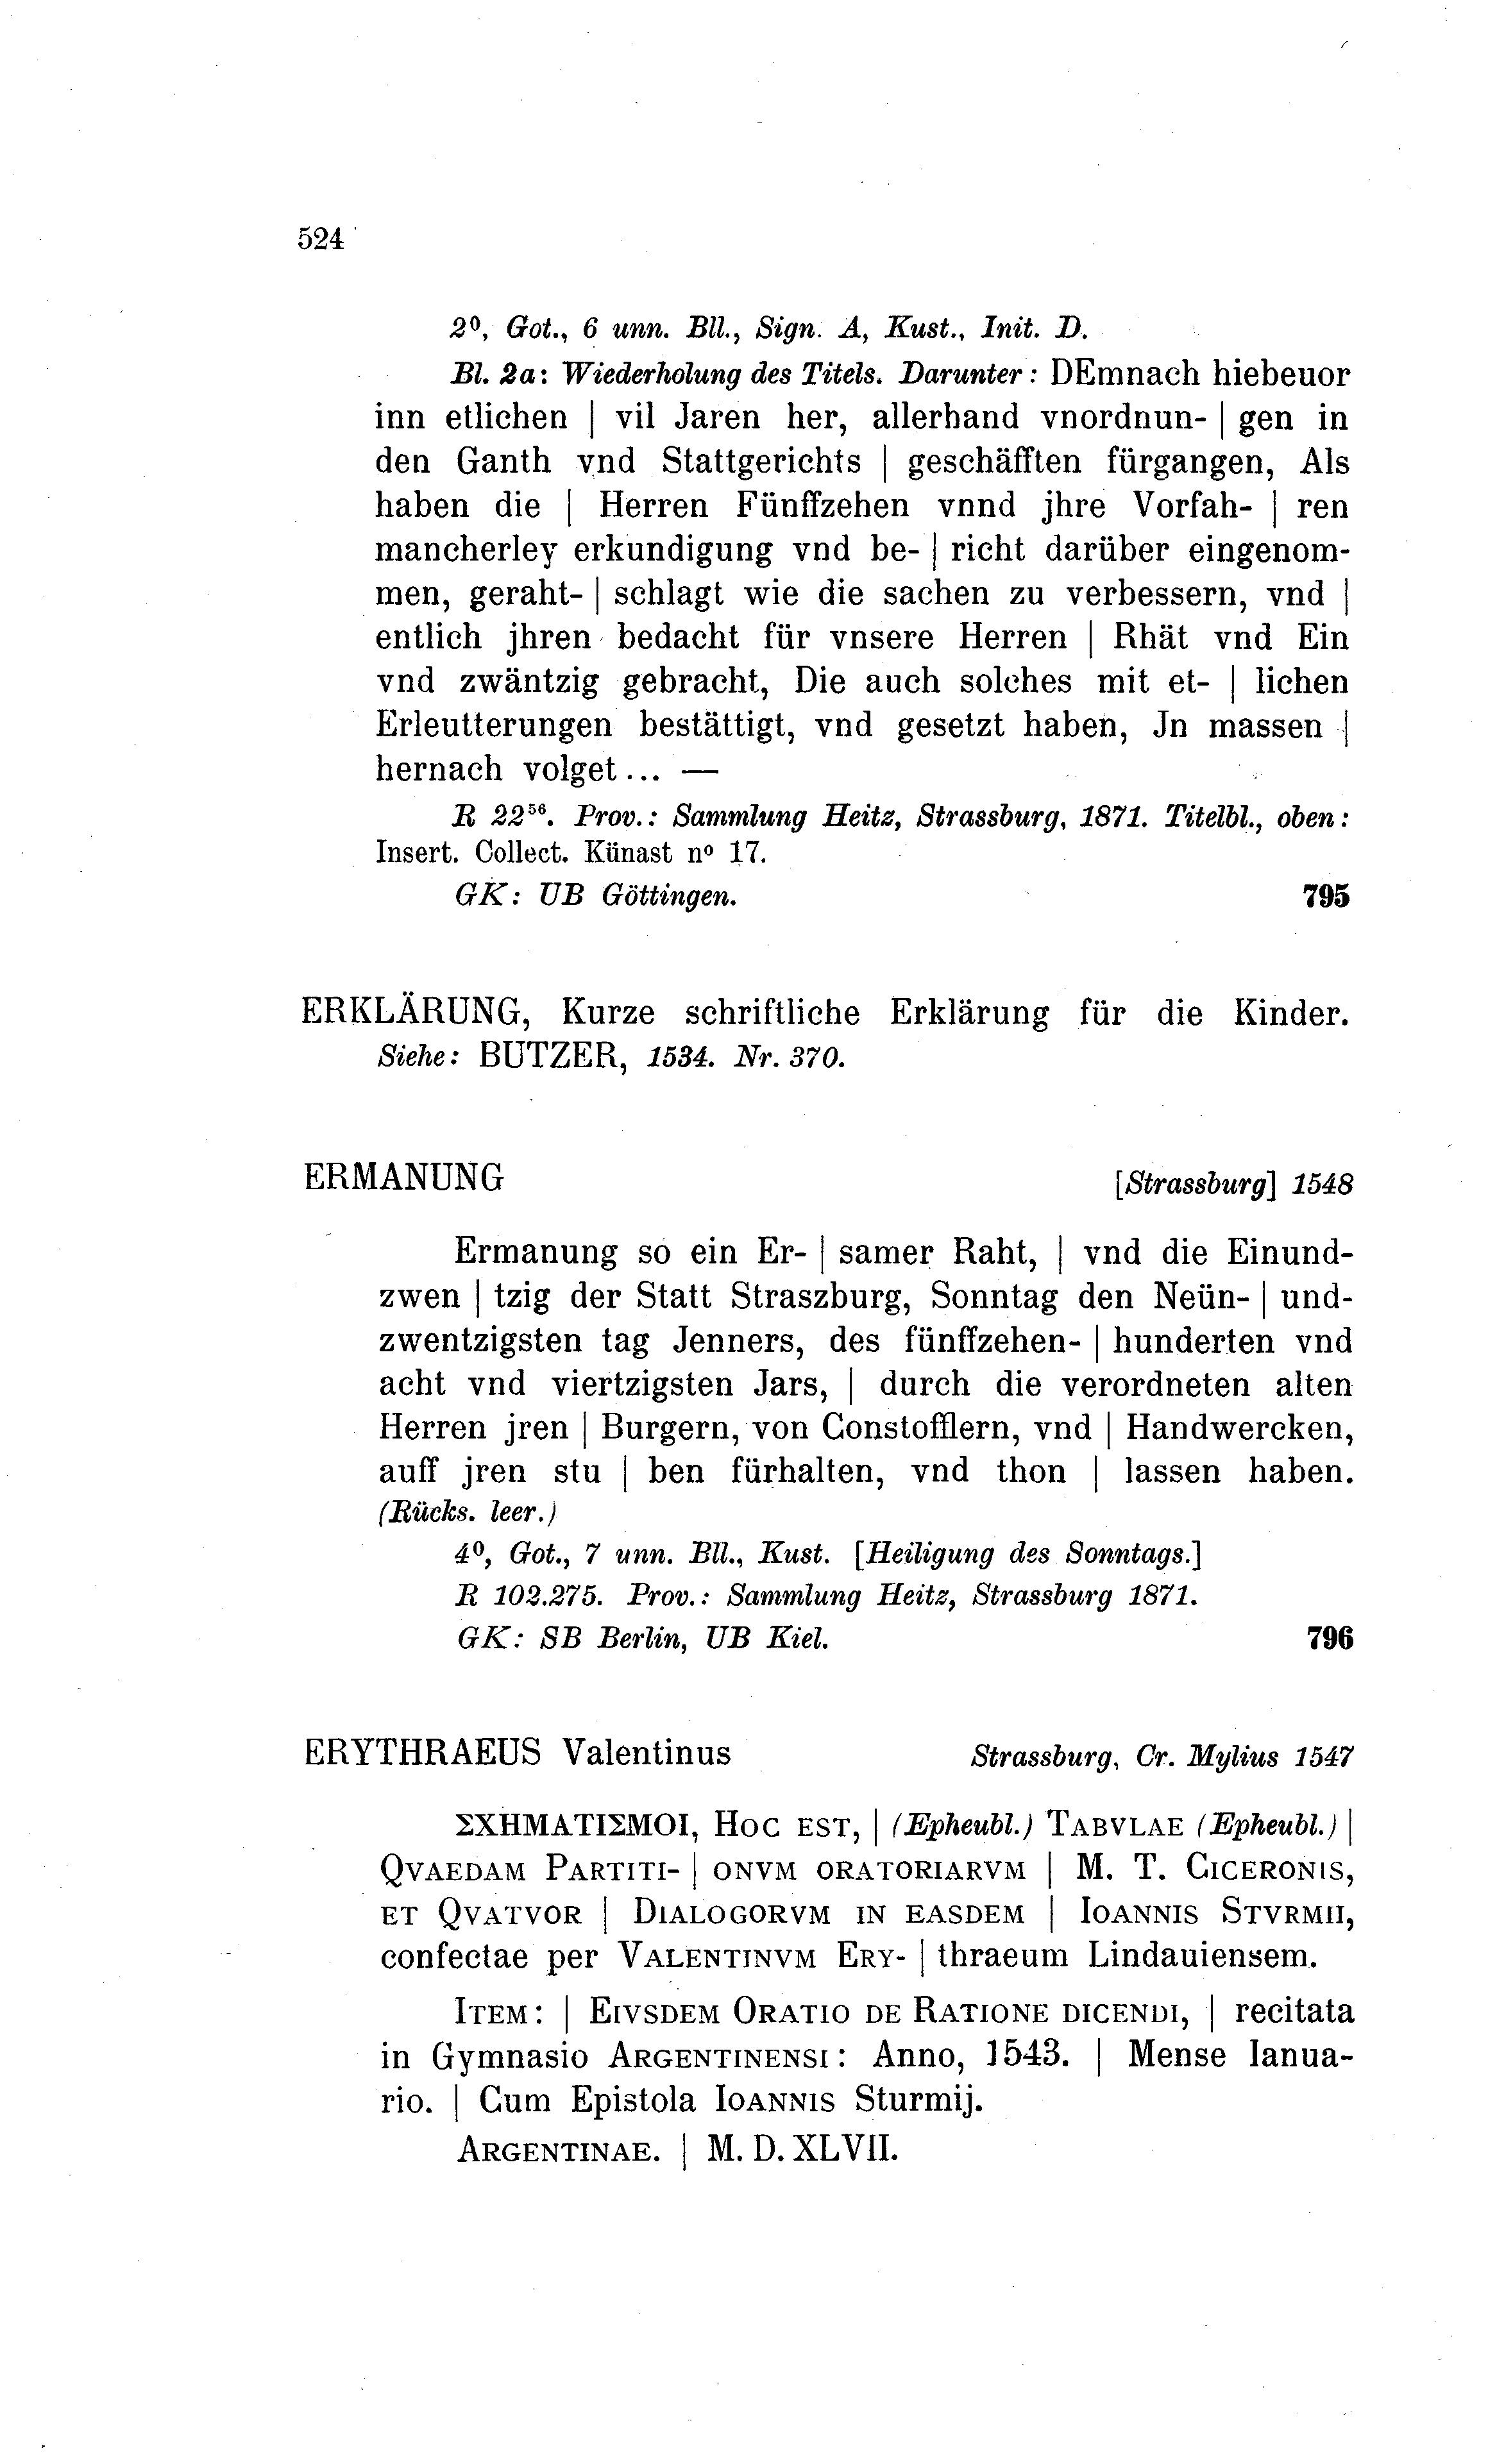 524
2⁰, Got., 6 unn. Bll., Sign. A, Kust., Init. D.
Bl. 2a: Wiederholung des Titels. Darunter: DEmnach hiebeuor
inn etlichen | vil Jaren her, allerhand vnordnun- | gen in
den Ganth vnd Stattgerichts | geschäfften fürgangen, Als
haben die | Herren Fünffzehen vnnd jhre Vorfah- | ren
mancherley erkundigung vnd be- | richt darüber eingenom-
men, geraht- | schlagt wie die sachen zu verbessern, vnd |
entlich jhren bedacht für vnsere Herren | Rhät vnd Ein
vnd zwäntzig gebracht, Die auch solches mit et- | lichen
Erleutterungen bestättigt, vnd gesetzt haben, Jn massen |
hernach volget... —
R 22⁵⁶. Prov.: Sammlung Heitz, Strassburg, 1871. Titelbl., oben:
Insert. Collect. Künast nº 17.
GK: UB Göttingen. 795
ERKLÄRUNG, Kurze schriftliche Erklärung für die Kinder.
Siehe: BUTZER, 1534. Nr. 370.
ERMANUNG [Strassburg] 1548
Ermanung so ein Er- | samer Raht, | vnd die Einund-
zwen | tzig der Statt Straszburg, Sonntag den Neün- | und-
zwentzigsten tag Jenners, des fünffzehen- | hunderten vnd
acht vnd viertzigsten Jars, | durch die verordneten alten
Herren jren | Burgern, von Constofflern, vnd | Handwercken,
auff jren stu | ben fürhalten, vnd thon | lassen haben.
(Rücks. leer.)
4⁰, Got., 7 unn. Bll., Kust. [Heiligung des Sonntags.]
R 102.275. Prov.: Sammlung Heitz, Strassburg 1871.
GK: SB Berlin, UB Kiel. 796
ERYTHRAEUS Valentinus Strassburg, Cr. Mylius 1547
ΣΧΗΜΑΤΙΣΜΟΙ, HOC EST, | (Epheubl.) TABVLAE (Epheubl.) |
QVAEDAM PARTITI- | ONVM ORATORIARVM | M. T. CICERONIS,
ET QVATVOR | DIALOGORVM IN EASDEM | IOANNIS STVRMII,
confectae per VALENTINVM ERY- | thraeum Lindauiensem.
ITEM: | EIVSDEM ORATIO DE RATIONE DICENDI, | recitata
in Gymnasio ARGENTINENSI: Anno, 1543. | Mense Ianua-
rio. | Cum Epistola IOANNIS Sturmij.
ARGENTINAE. | M. D. XLVII.